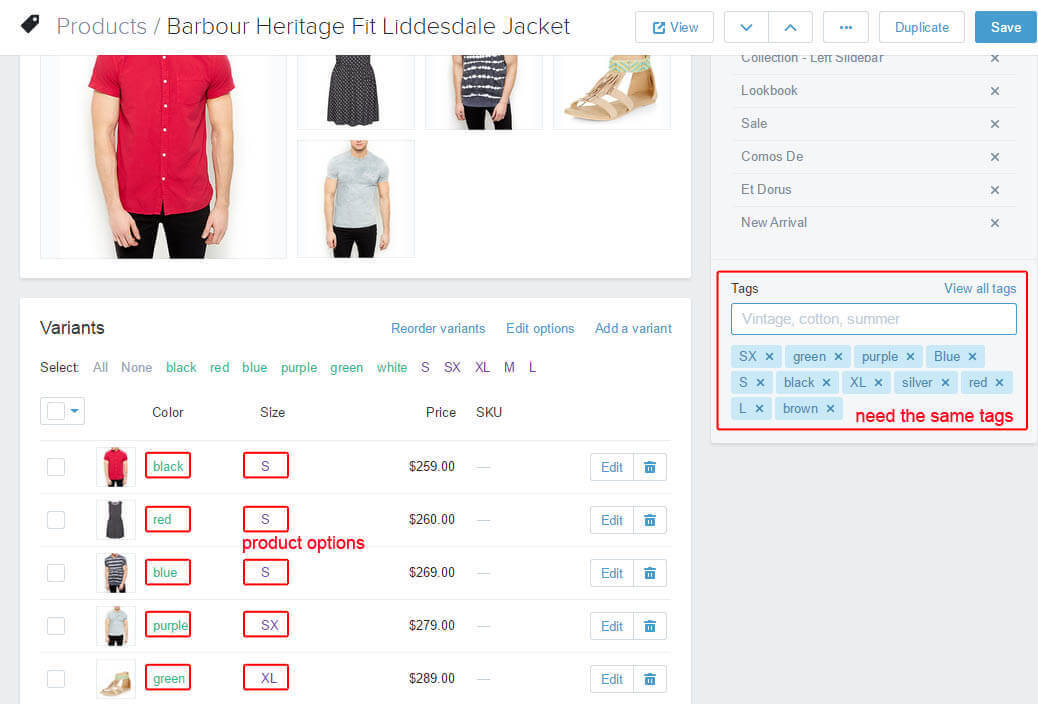 Products / Barbour Heritage Fit Liddesdale Jacket
View
Duplicate
Save
Collection - Left Slidebar
Lookbook
Sale
Comos De
Et Dorus
New Arrival
Tags
View all tags
Vintage, cotton, summer
SX × green × purple × Blue ×
S × black × XL × silver × red ×
L × brown ×
need the same tags
Variants
Reorder variants
Edit options
Add a variant
Select: All None black red blue purple green white S SX XL M L
Color Size Price SKU
black S $259.00 — Edit
red S $260.00 — Edit
product options
blue S $269.00 — Edit
purple SX $279.00 — Edit
green XL $289.00 — Edit